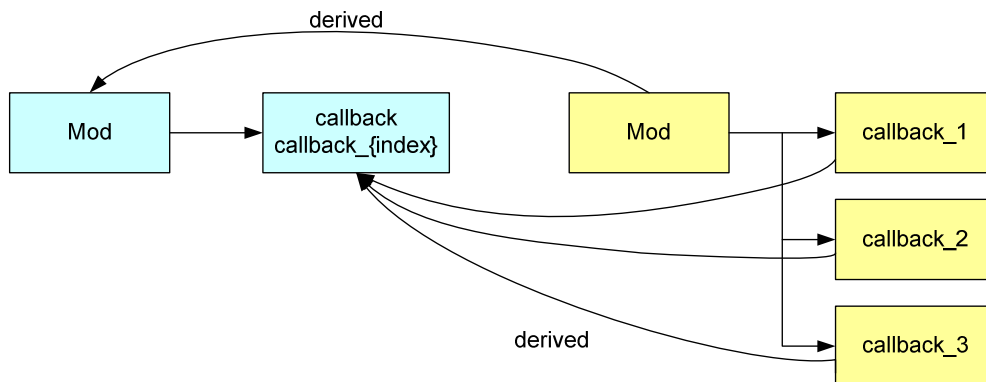 derived
Mod
callback
callback_{index}
Mod
callback_1
callback_2
callback_3
derived